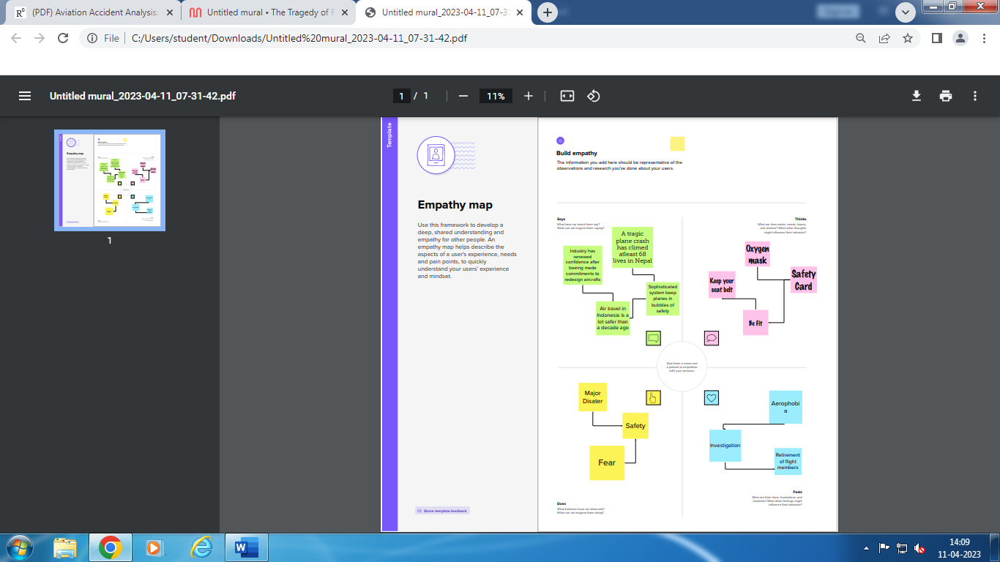 (PDF) Aviation Accident Analysis:
Untitled mural • The Tragedy of F
Untitled mural_2023-04-11_07-31
File
C:/Users/student/Downloads/Untitled%20mural_2023-04-11_07-31-42.pdf
Untitled mural_2023-04-11_07-31-42.pdf
1 / 1
11%
1
Template
Empathy map
Use this framework to develop a
deep, shared understanding and
empathy for other people. An
empathy map helps describe the
aspects of a user's experience, needs
and pain points, to quickly
understand your users' experience
and mindset.
Share template feedback
Build empathy
The information you add here should be representative of the
observations and research you've done about your users.
Says
What have we heard them say?
What can we imagine them saying?
A tragic
plane crash
has climed
atleast 68
lives in Nepal
Industry has
renewed
confidence after
boeing made
commitments to
redesign aircrafts
Sophisticated
system keep
planes in
bubbles of
safety
Air travel in
Indonesia is a
lot safer than
a decade ago
Thinks
What are their wants, needs, hopes,
and dreams? What other thoughts
might influence their behavior?
Oxygen
mask
Safety
Card
Keep your
seat belt
Be Fit
Give them a name and
a portrait to empathize
with your persona.
Major
Disater
Safety
Fear
Does
What behavior have we observed?
What can we imagine them doing?
Aerophobi
a
Investigation
Retirement
of flight
members
Feels
What are their fears, frustrations, and
anxieties? What other feelings might
influence their behavior?
14:09
11-04-2023